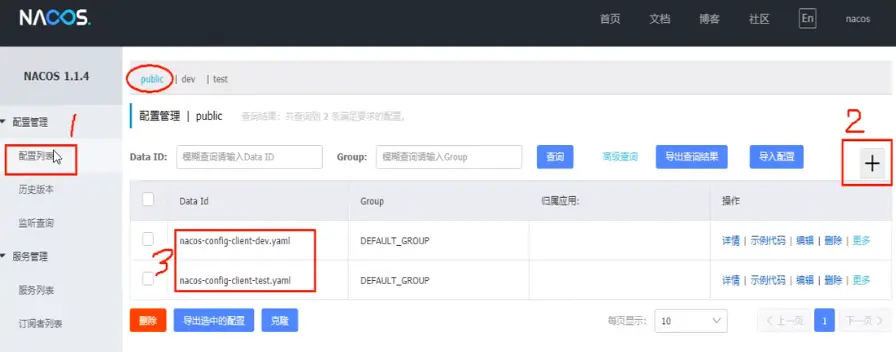 NACOS.
首页 文档 博客 社区 En nacos
NACOS 1.1.4
public | dev | test
配置管理
1
配置列表
历史版本
监听查询
服务管理
服务列表
订阅者列表
配置管理 | public 查询结果：共查询到 2 条满足要求的配置。
2
Data ID: 模糊查询请输入Data ID Group: 模糊查询请输入Group 查询 高级查询 导出查询结果 导入配置 +
Data Id Group 归属应用: 操作
nacos-config-client-dev.yaml DEFAULT_GROUP 详情 | 示例代码 | 编辑 | 删除 | 更多
3
nacos-config-client-test.yaml DEFAULT_GROUP 详情 | 示例代码 | 编辑 | 删除 | 更多
删除 导出选中的配置 克隆 每页显示: 10 < 上一页 1 下一页 >